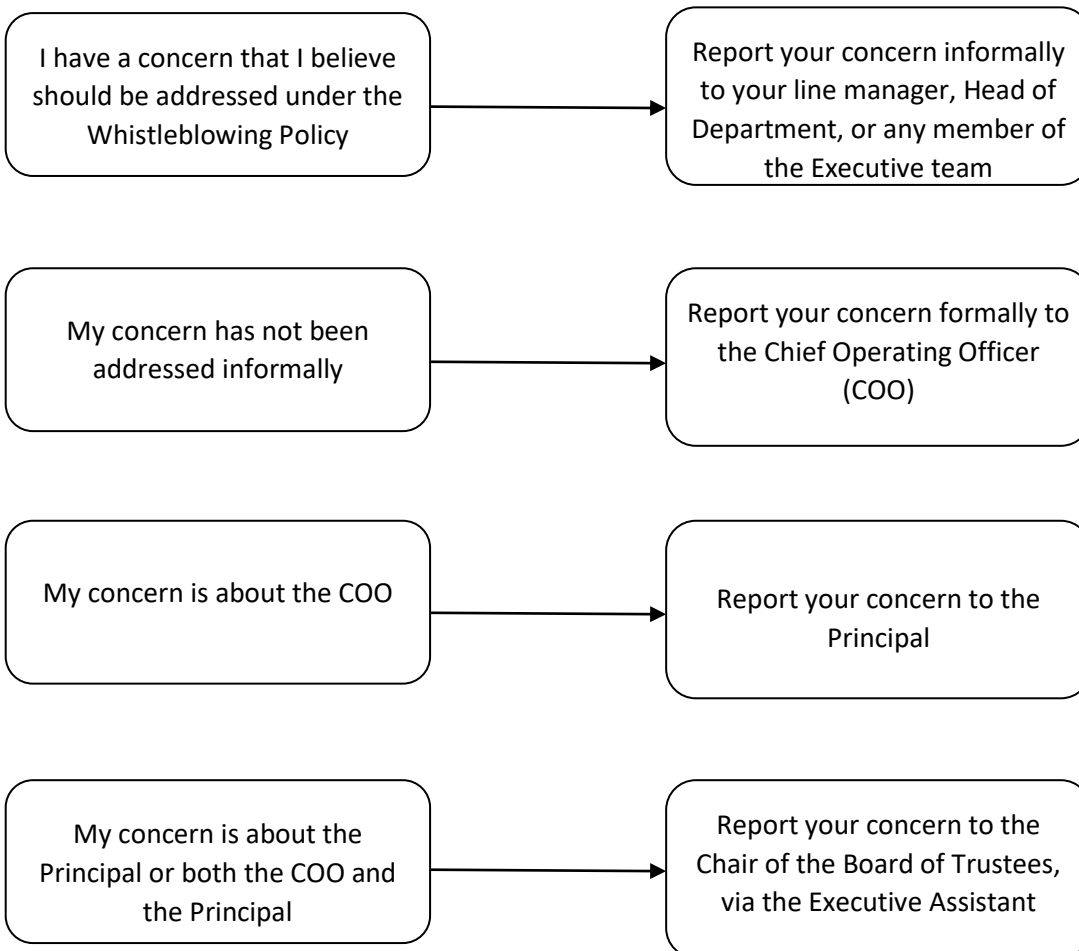 I have a concern that I believe
should be addressed under the
Whistleblowing Policy
Report your concern informally
to your line manager, Head of
Department, or any member of
the Executive team
My concern has not been
addressed informally
Report your concern formally to
the Chief Operating Officer
(COO)
My concern is about the COO
Report your concern to the
Principal
My concern is about the
Principal or both the COO and
the Principal
Report your concern to the
Chair of the Board of Trustees,
via the Executive Assistant